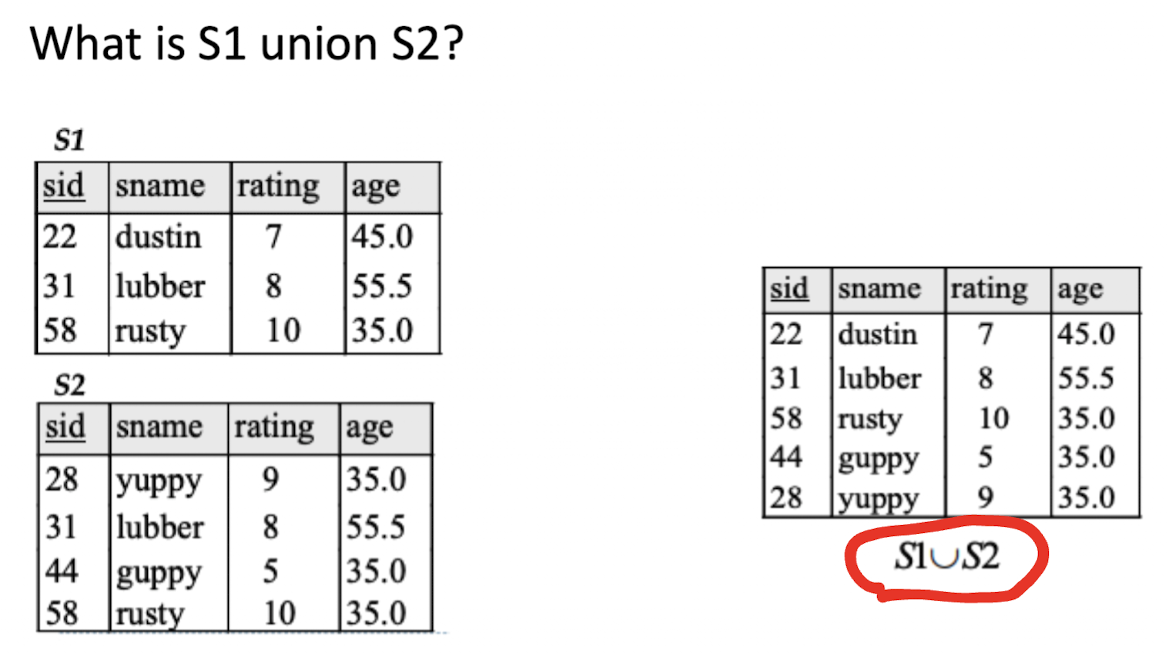 What is S1 union S2?
S1
sid sname rating age
22 dustin 7 45.0
31 lubber 8 55.5
58 rusty 10 35.0
S2
sid sname rating age
28 yuppy 9 35.0
31 lubber 8 55.5
44 guppy 5 35.0
58 rusty 10 35.0
sid sname rating age
22 dustin 7 45.0
31 lubber 8 55.5
58 rusty 10 35.0
44 guppy 5 35.0
28 yuppy 9 35.0
S1∪S2